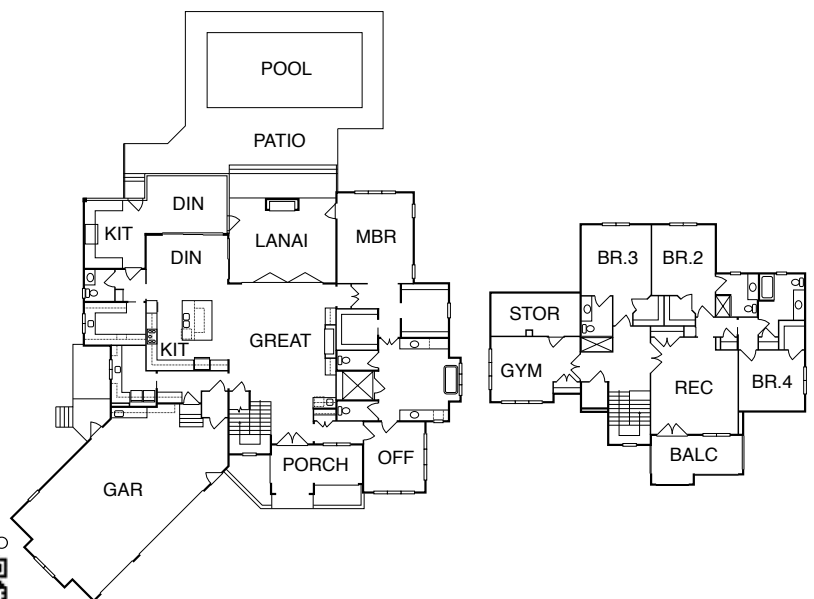 POOL
PATIO
DIN
KIT
LANAI
MBR
DIN
GREAT
KIT
OFF
PORCH
GAR
BR.3
BR.2
STOR
GYM
REC
BR.4
BALC